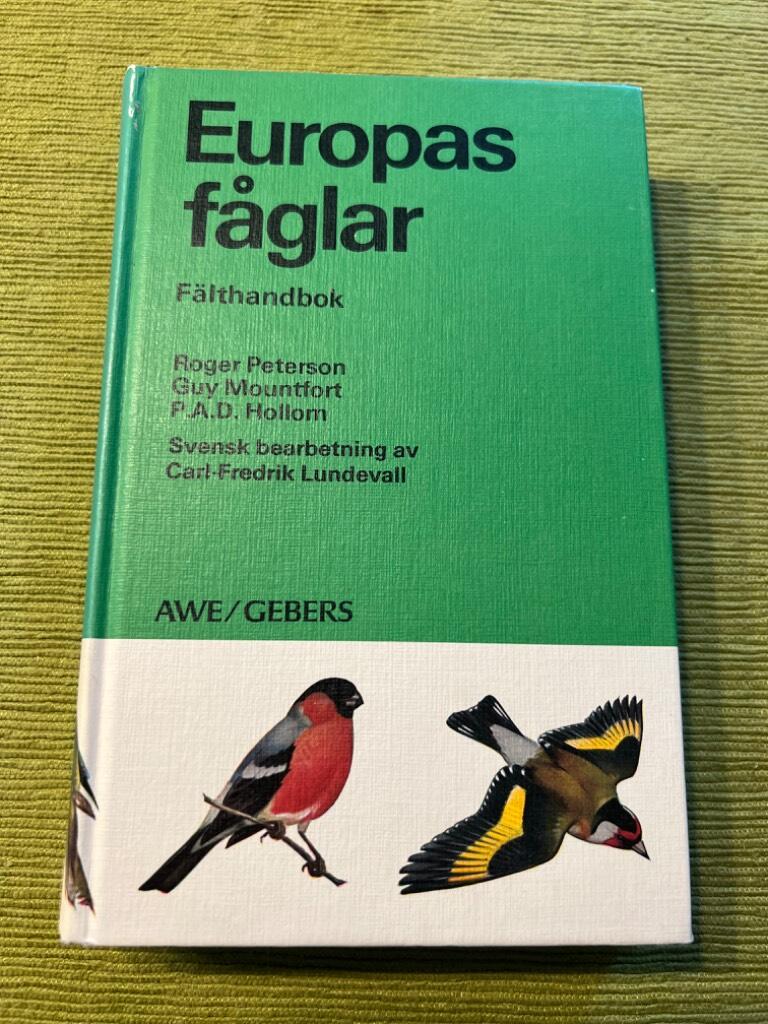 Europas
fåglar
Fälthandbok
Roger Peterson
Guy Mountfort
P.A.D. Hollom
Svensk bearbetning av
Carl-Fredrik Lundevall
AWE/GEBERS